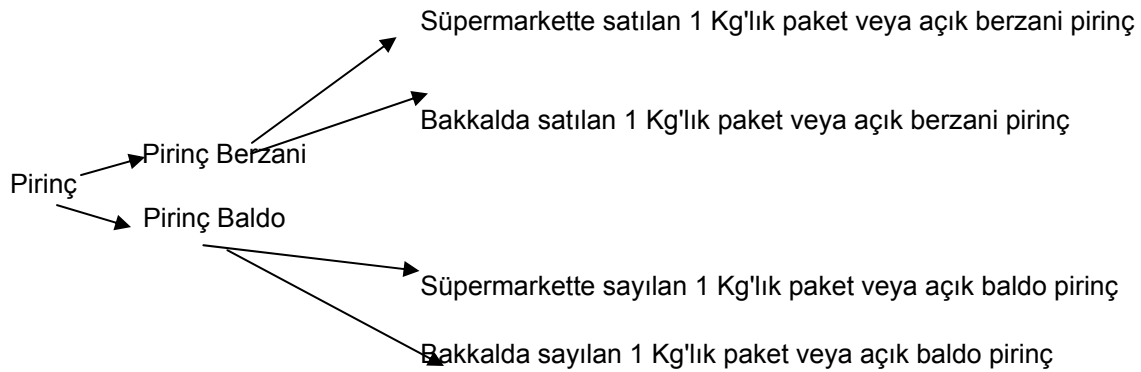 Süpermarkette satılan 1 Kg'lık paket veya açık berzani pirinç
Bakkalda satılan 1 Kg'lık paket veya açık berzani pirinç
Pirinç Berzani
Pirinç
Pirinç Baldo
Süpermarkette sayılan 1 Kg'lık paket veya açık baldo pirinç
Bakkalda sayılan 1 Kg'lık paket veya açık baldo pirinç